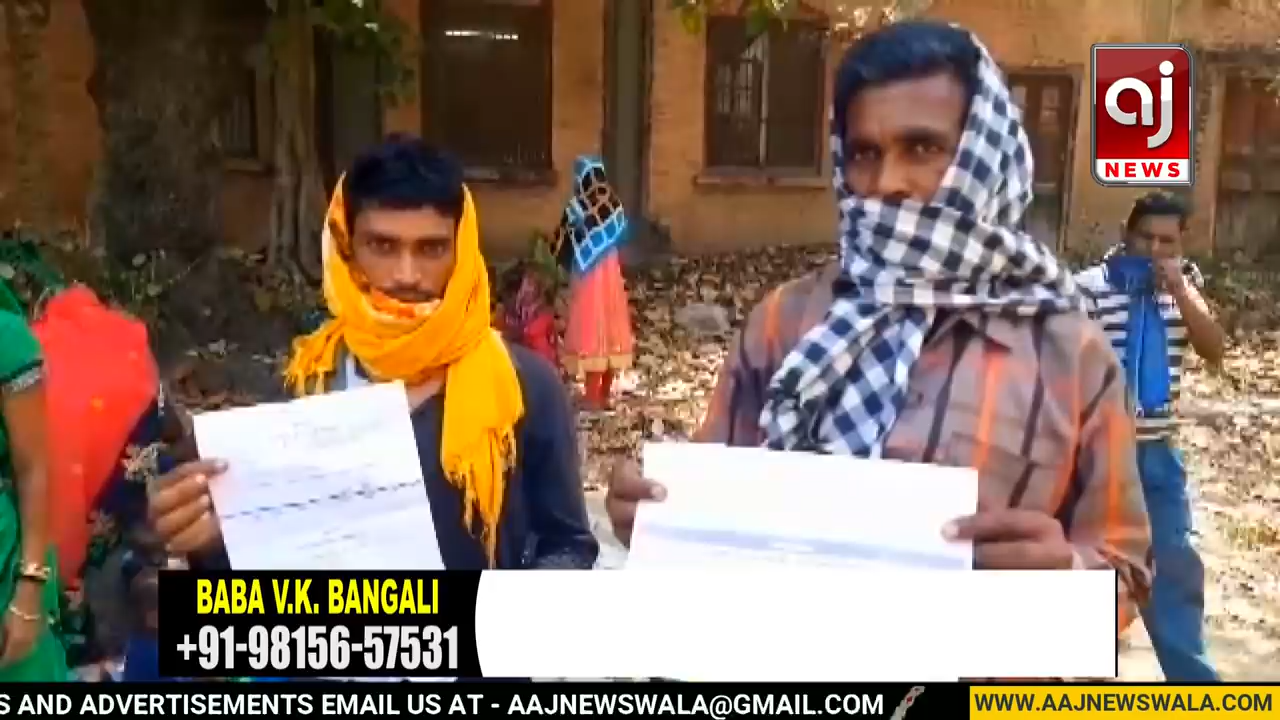 aj
NEWS
BABA V.K. BANGALI
+91-98156-57531
S AND ADVERTISEMENTS EMAIL US AT - AAJNEWSWALA@GMAIL.COM
WWW.AAJNEWSWALA.COM